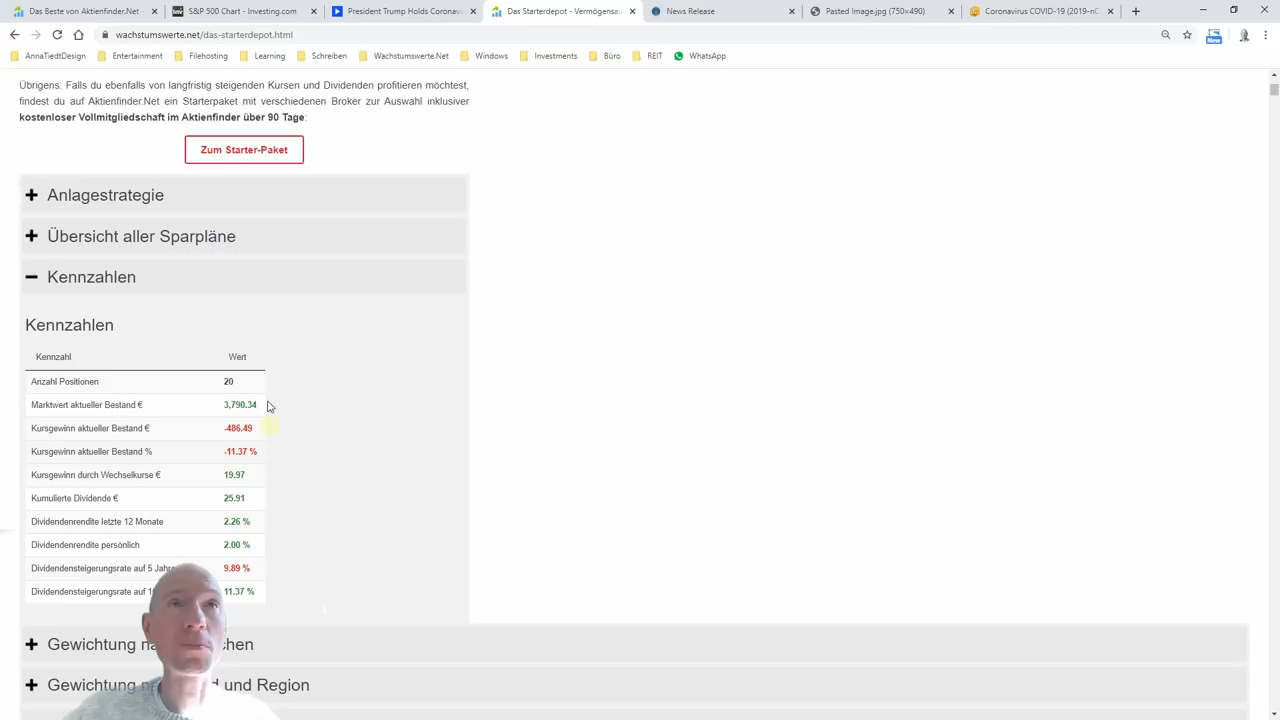 Das Beste von Aktienfinder.Net
S&P 500 Chart - Investing.com
President Trump Holds Coronavi
Das Starterdepot - Vermögensau
News Release
Pasted Image.jpg (750×490)
Coronavirus COVID-19 (2019-nC
wachstumswerte.net/das-starterdepot.html
New
AnnaTiedtDesign
Entertainment
Filehosting
Learning
Schreiben
Wachstumswerte.Net
Windows
Investments
Büro
REIT
WhatsApp
Übrigens: Falls du ebenfalls von langfristig steigenden Kursen und Dividenden profitieren möchtest,
findest du auf Aktienfinder.Net ein Starterpaket mit verschiedenen Broker zur Auswahl inklusiver
kostenloser Vollmitgliedschaft im Aktienfinder über 90 Tage:
Zum Starter-Paket
Anlagestrategie
Übersicht aller Sparpläne
Kennzahlen
Kennzahlen
Kennzahl Wert
Anzahl Positionen 20
Marktwert aktueller Bestand € 3,790.34
Kursgewinn aktueller Bestand € -486.49
Kursgewinn aktueller Bestand % -11.37 %
Kursgewinn durch Wechselkurse € 19.97
Kumulierte Dividende € 25.91
Dividendenrendite letzte 12 Monate 2.26 %
Dividendenrendite persönlich 2.00 %
Dividendensteigerungsrate auf 5 Jahre 9.89 %
Dividendensteigerungsrate auf 11.37 %
Gewichtung na chen
Gewichtung na d und Region